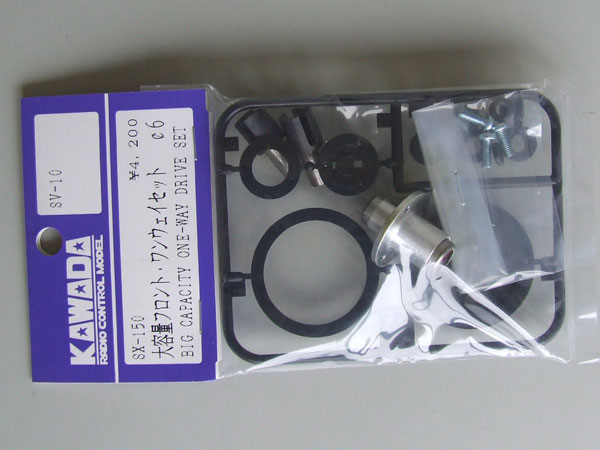 SV-10
KAWADA
RADIO CONTROL MODEL
SX-150 ¥4,200
大容量フロント・ワンウェイセット ¢6
BIG CAPACITY ONE-WAY DRIVE SET